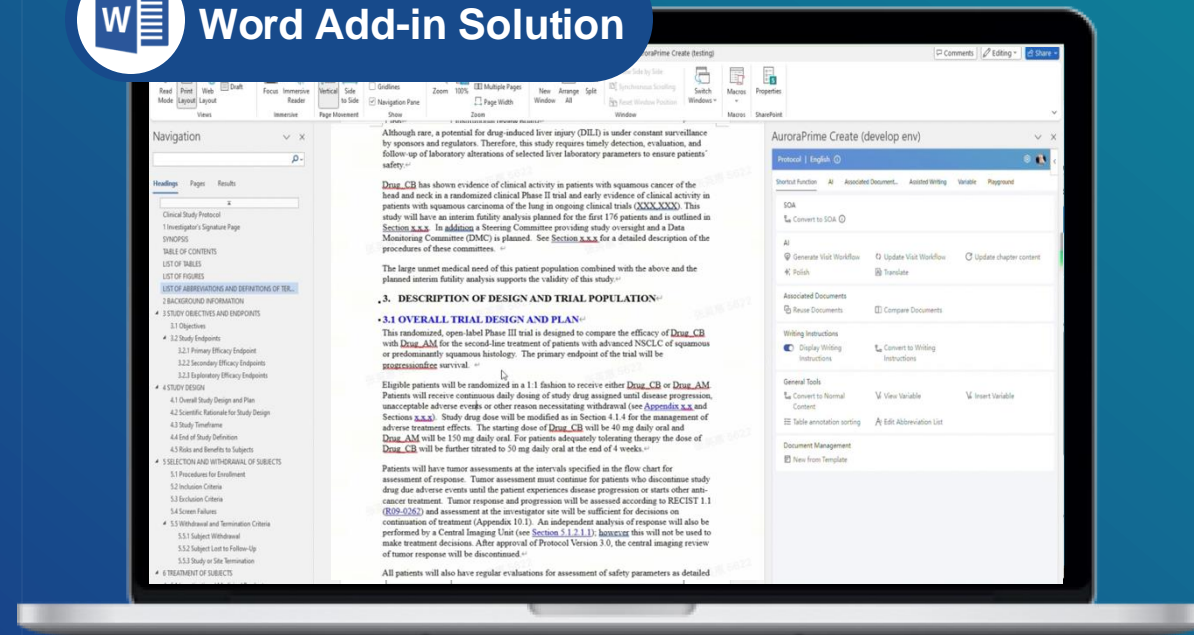 W
Word Add-in Solution
AuroraPrime Create (testing)
Comments
Editing
Share
Read Mode
Print Layout
Web Layout
Draft
Views
Focus
Immersive Reader
Immersive
Vertical
Side to Side
Page Movement
Gridlines
Navigation Pane
Show
Zoom
100%
Multiple Pages
Page Width
Zoom
New Window
Arrange All
Split
Side by Side
Synchronous Scrolling
Reset Window Position
Window
Switch Windows
Macros
Macros
Properties
SharePoint
Navigation
Headings Pages Results
Clinical Study Protocol
1 Investigator's Signature Page
SYNOPSIS
TABLE OF CONTENTS
LIST OF TABLES
LIST OF FIGURES
LIST OF ABBREVIATIONS AND DEFINITIONS OF TER...
2 BACKGROUND INFORMATION
3 STUDY OBJECTIVES AND ENDPOINTS
3.1 Objectives
3.2 Study Endpoints
3.2.1 Primary Efficacy Endpoint
3.2.2 Secondary Efficacy Endpoints
3.2.3 Exploratory Efficacy Endpoints
4 STUDY DESIGN
4.1 Overall Study Design and Plan
4.2 Scientific Rationale for Study Design
4.3 Study Timeframe
4.4 End of Study Definition
4.5 Risks and Benefits to Subjects
5 SELECTION AND WITHDRAWAL OF SUBJECTS
5.1 Procedures for Enrollment
5.2 Inclusion Criteria
5.3 Exclusion Criteria
5.4 Screen Failures
5.5 Withdrawal and Termination Criteria
5.5.1 Subject Withdrawal
5.5.2 Subject Lost to Follow-Up
5.5.3 Study or Site Termination
6 TREATMENT OF SUBJECTS
Although rare, a potential for drug-induced liver injury (DILI) is under constant surveillance
by sponsors and regulators. Therefore, this study requires timely detection, evaluation, and
follow-up of laboratory alterations of selected liver laboratory parameters to ensure patients'
safety.
Drug_CB has shown evidence of clinical activity in patients with squamous cancer of the
head and neck in a randomized clinical Phase II trial and early evidence of clinical activity in
patients with squamous carcinoma of the lung in ongoing clinical trials (XXX,XXX). This
study will have an interim futility analysis planned for the first 176 patients and is outlined in
Section x.x.x. In addition a Steering Committee providing study oversight and a Data
Monitoring Committee (DMC) is planned. See Section x.x.x for a detailed description of the
procedures of these committees.
The large unmet medical need of this patient population combined with the above and the
planned interim futility analysis supports the validity of this study.
3. DESCRIPTION OF DESIGN AND TRIAL POPULATION
3.1 OVERALL TRIAL DESIGN AND PLAN
This randomized, open-label Phase III trial is designed to compare the efficacy of Drug_CB
with Drug_AM for the second-line treatment of patients with advanced NSCLC of squamous
or predominantly squamous histology. The primary endpoint of the trial will be
progressionfree survival.
Eligible patients will be randomized in a 1:1 fashion to receive either Drug_CB or Drug_AM.
Patients will receive continuous daily dosing of study drug assigned until disease progression,
unacceptable adverse events or other reason necessitating withdrawal (see Appendix x.x and
Sections x.x.x). Study drug dose will be modified as in Section 4.1.4 for the management of
adverse treatment effects. The starting dose of Drug_CB will be 40 mg daily oral and
Drug_AM will be 150 mg daily oral. For patients adequately tolerating therapy the dose of
Drug_CB will be further titrated to 50 mg daily oral at the end of 4 weeks.
Patients will have tumor assessments at the intervals specified in the flow chart for
assessment of response. Tumor assessment must continue for patients who discontinue study
drug due adverse events until the patient experiences disease progression or starts other anti-
cancer treatment. Tumor response and progression will be assessed according to RECIST 1.1
(R09-0262) and assessment at the investigator site will be sufficient for decisions on
continuation of treatment (Appendix 10.1). An independent analysis of response will also be
performed by a Central Imaging Unit (see Section 5.1.2.1.1); however this will not be used to
make treatment decisions. After approval of Protocol Version 3.0, the central imaging review
of tumor response will be discontinued.
All patients will also have regular evaluations for assessment of safety parameters as detailed
AuroraPrime Create (develop env)
Protocol | English
Shortcut Function AI Associated Document... Assisted Writing Variable Playground
SOA
Convert to SOA
AI
Generate Visit Workflow Update Visit Workflow Update chapter content
Polish Translate
Associated Documents
Reuse Documents Compare Documents
Writing Instructions
Display Writing Instructions
Convert to Writing Instructions
General Tools
Convert to Normal Content
View Variable Insert Variable
Table annotation sorting Edit Abbreviation List
Document Management
New from Template